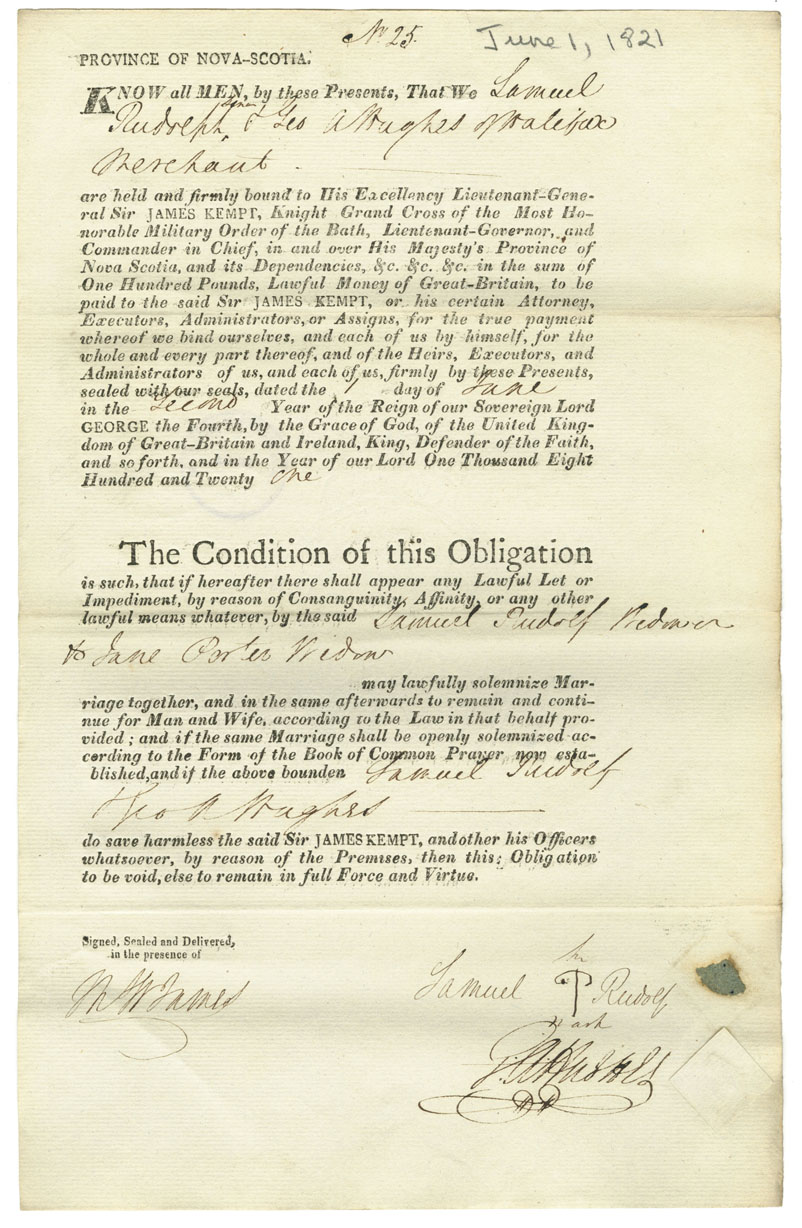 No. 25.
June 1, 1821
PROVINCE OF NOVA-SCOTIA.
KNOW all MEN, by these Presents, That We Samuel
Rudolph, & Geo A Hughes of Halifax
Merchant.
are held and firmly bound to His Excellency Lieutenant-Gene-
ral Sir JAMES KEMPT, Knight Grand Cross of the Most Ho-
norable Military Order of the Bath, Lieutenant-Governor, and
Commander in Chief, in and over His Majesty's Province of
Nova Scotia, and its Dependencies, &c. &c. &c. in the sum of
One Hundred Pounds, Lawful Money of Great-Britain, to be
paid to the said Sir JAMES KEMPT, or his certain Attorney,
Executors, Administrators, or Assigns, for the true payment
whereof we bind ourselves, and each of us by himself, for the
whole and every part thereof, and of the Heirs, Executors, and
Administrators of us, and each of us, firmly by these Presents,
sealed with our seals, dated the 1 day of June
in the Second Year of the Reign of our Sovereign Lord
GEORGE the Fourth, by the Grace of God, of the United King-
dom of Great-Britain and Ireland, King, Defender of the Faith,
and so forth, and in the Year of our Lord One Thousand Eight
Hundred and Twenty One
The Condition of this Obligation
is such, that if hereafter there shall appear any Lawful Let or
Impediment, by reason of Consanguinity, Affinity, or any other
lawful means whatever, by the said Samuel Rudolf Widower
& Jane Porter Widow
may lawfully solemnize Mar-
riage together, and in the same afterwards to remain and conti-
nue for Man and Wife, according to the Law in that behalf pro-
vided; and if the same Marriage shall be openly solemnized ac-
cording to the Form of the Book of Common Prayer now esta-
blished, and if the above bounden Samuel Rudolf
Geo A Hughes
do save harmless the said Sir JAMES KEMPT, and other his Officers
whatsoever, by reason of the Premises, then this; Obligation
to be void, else to remain in full Force and Virtue.
Signed, Sealed and Delivered,
in the presence of
James
his
Samuel Rudolf
mark
G. A. Hughes